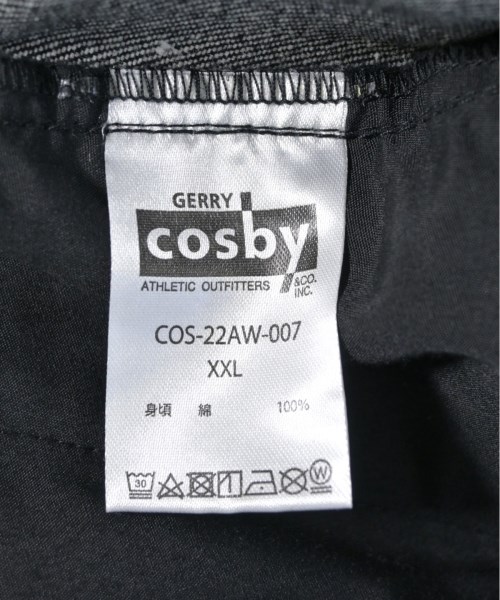 GERRY
cosby
ATHLETIC OUTFITTERS &CO. INC.
COS-22AW-007
XXL
身頃 綿 100%
30 W